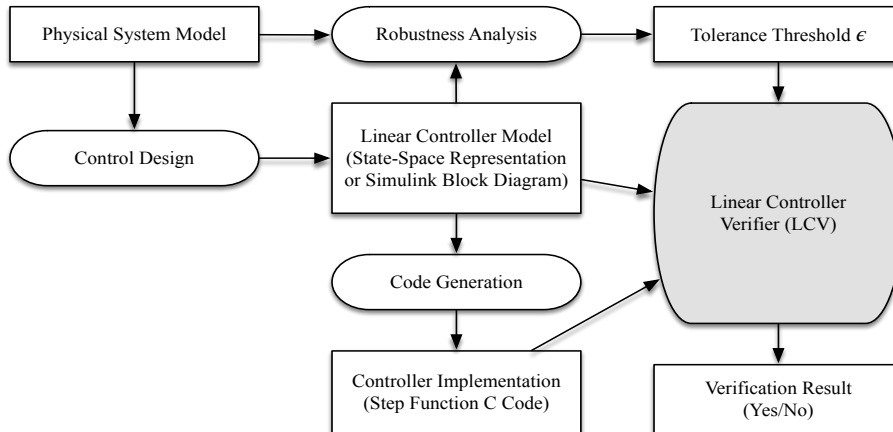 Physical System Model
Robustness Analysis
Tolerance Threshold ϵ
Control Design
Linear Controller Model
(State-Space Representation
or Simulink Block Diagram)
Linear Controller
Verifier (LCV)
Code Generation
Controller Implementation
(Step Function C Code)
Verification Result
(Yes/No)